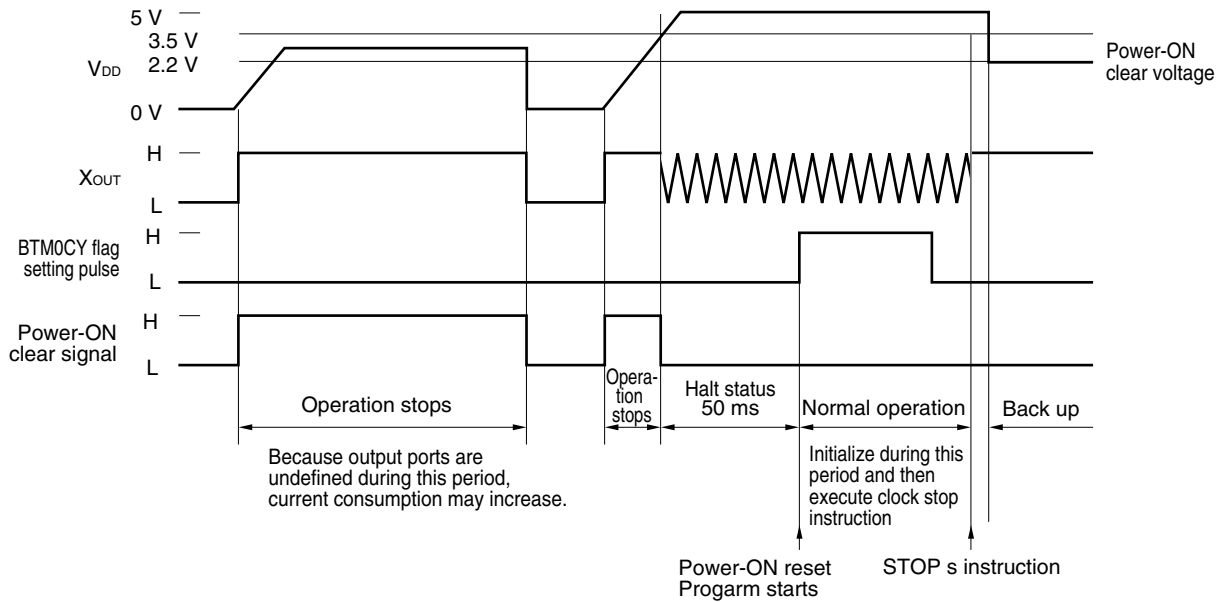 5 V
3.5 V
VDD
2.2 V
0 V
Power-ON
clear voltage
H
XOUT
L
H
BTM0CY flag
setting pulse
L
H
Power-ON
clear signal
L
Operation stops
Opera-
tion
stops
Halt status
50 ms
Normal operation
Back up
Because output ports are
undefined during this period,
current consumption may increase.
Initialize during this
period and then
execute clock stop
instruction
Power-ON reset
Progarm starts
STOP s instruction